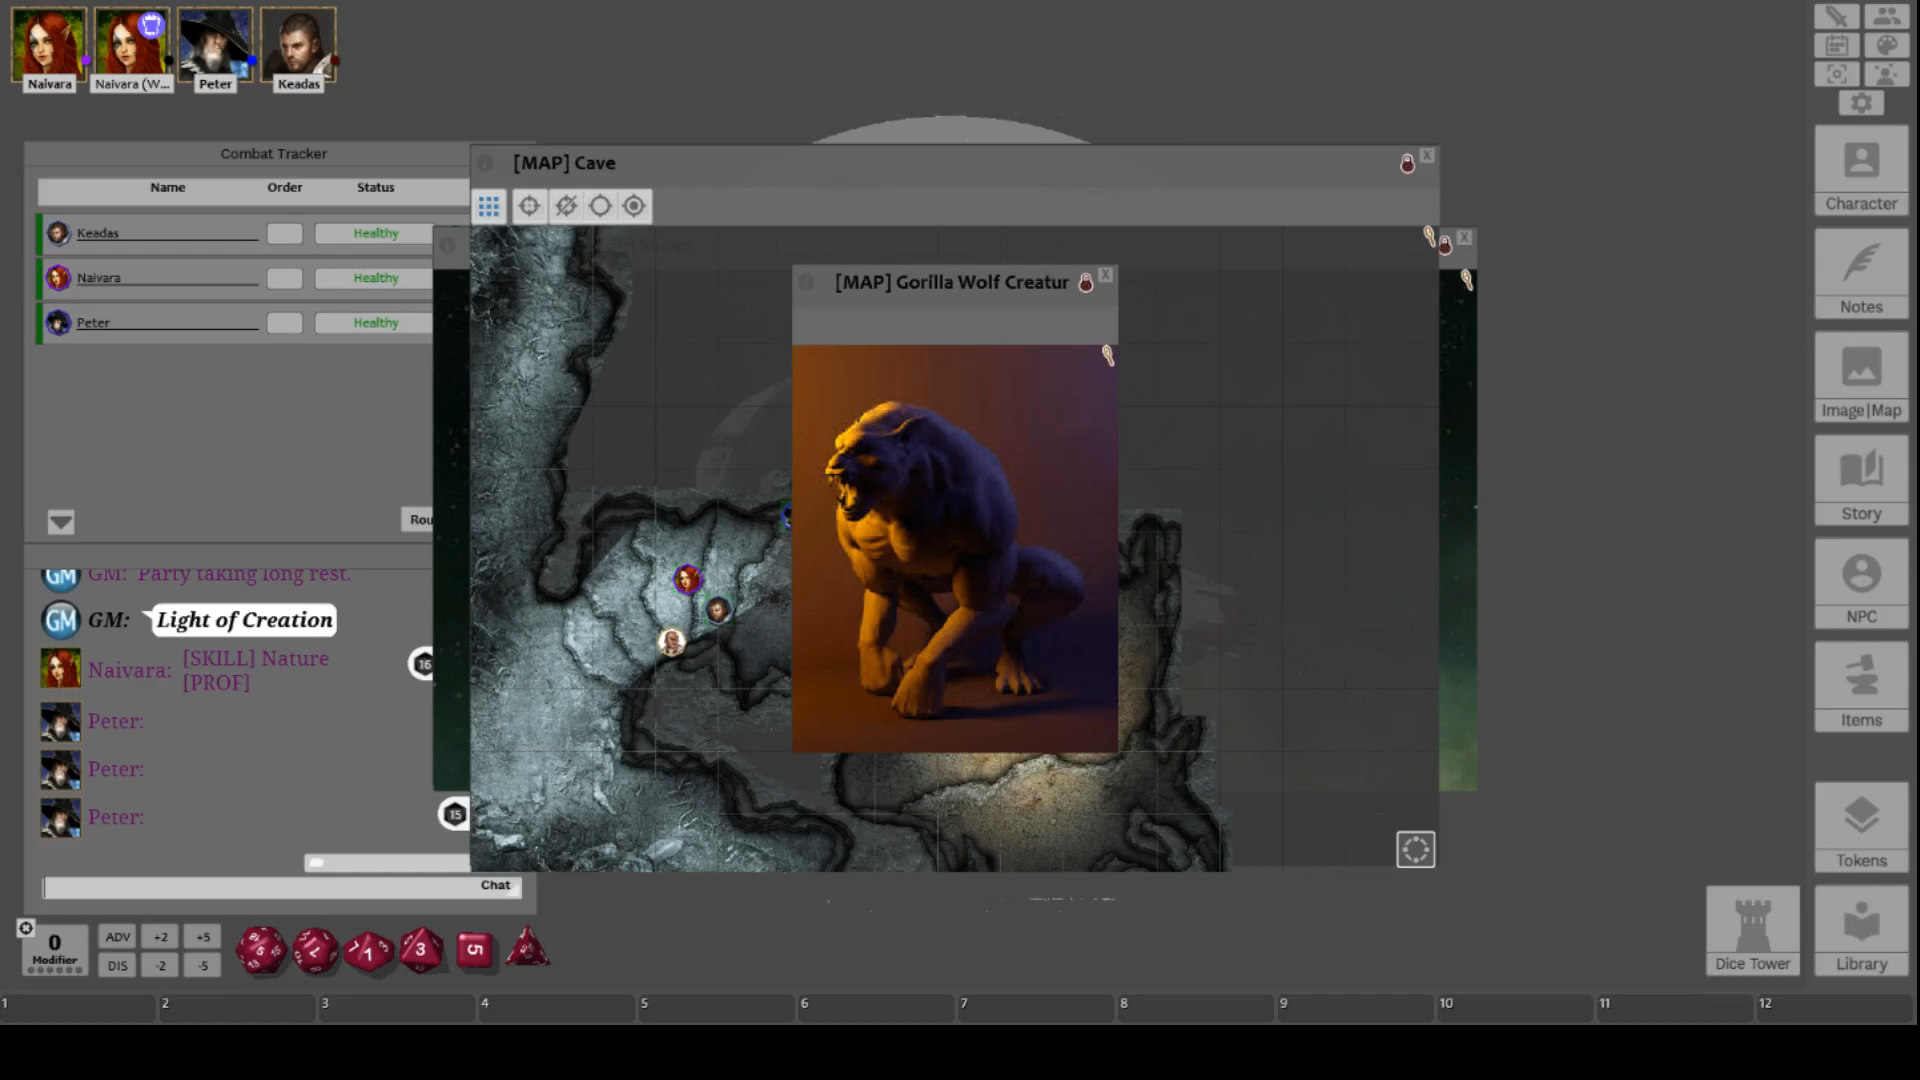 Naivara
Naivara (W...
Peter
Keadas
Combat Tracker
Name Order Status
Keadas Healthy
Naivara Healthy
Peter Healthy
Rou
GM: Party taking long rest.
GM: Light of Creation
Naivara: [SKILL] Nature
[PROF]
16
Peter:
Peter:
Peter:
15
Chat
[MAP] Cave
X
X
[MAP] Gorilla Wolf Creatur
X
Character
Notes
Image|Map
Story
NPC
Items
Tokens
Library
Dice Tower
0
Modifier
ADV +2 +5
DIS -2 -5
1 2 3 4 5 6 7 8 9 10 11 12